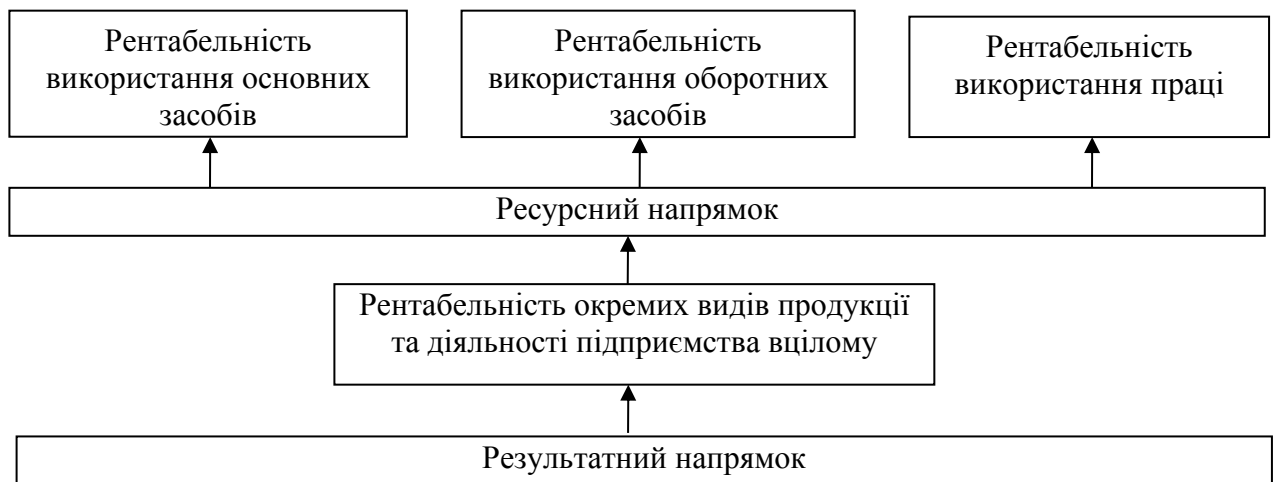 Рентабельність
використання основних
засобів
Рентабельність
використання оборотних
засобів
Рентабельність
використання праці
Ресурсний напрямок
Рентабельність окремих видів продукції
та діяльності підприємства вцілому
Результатний напрямок